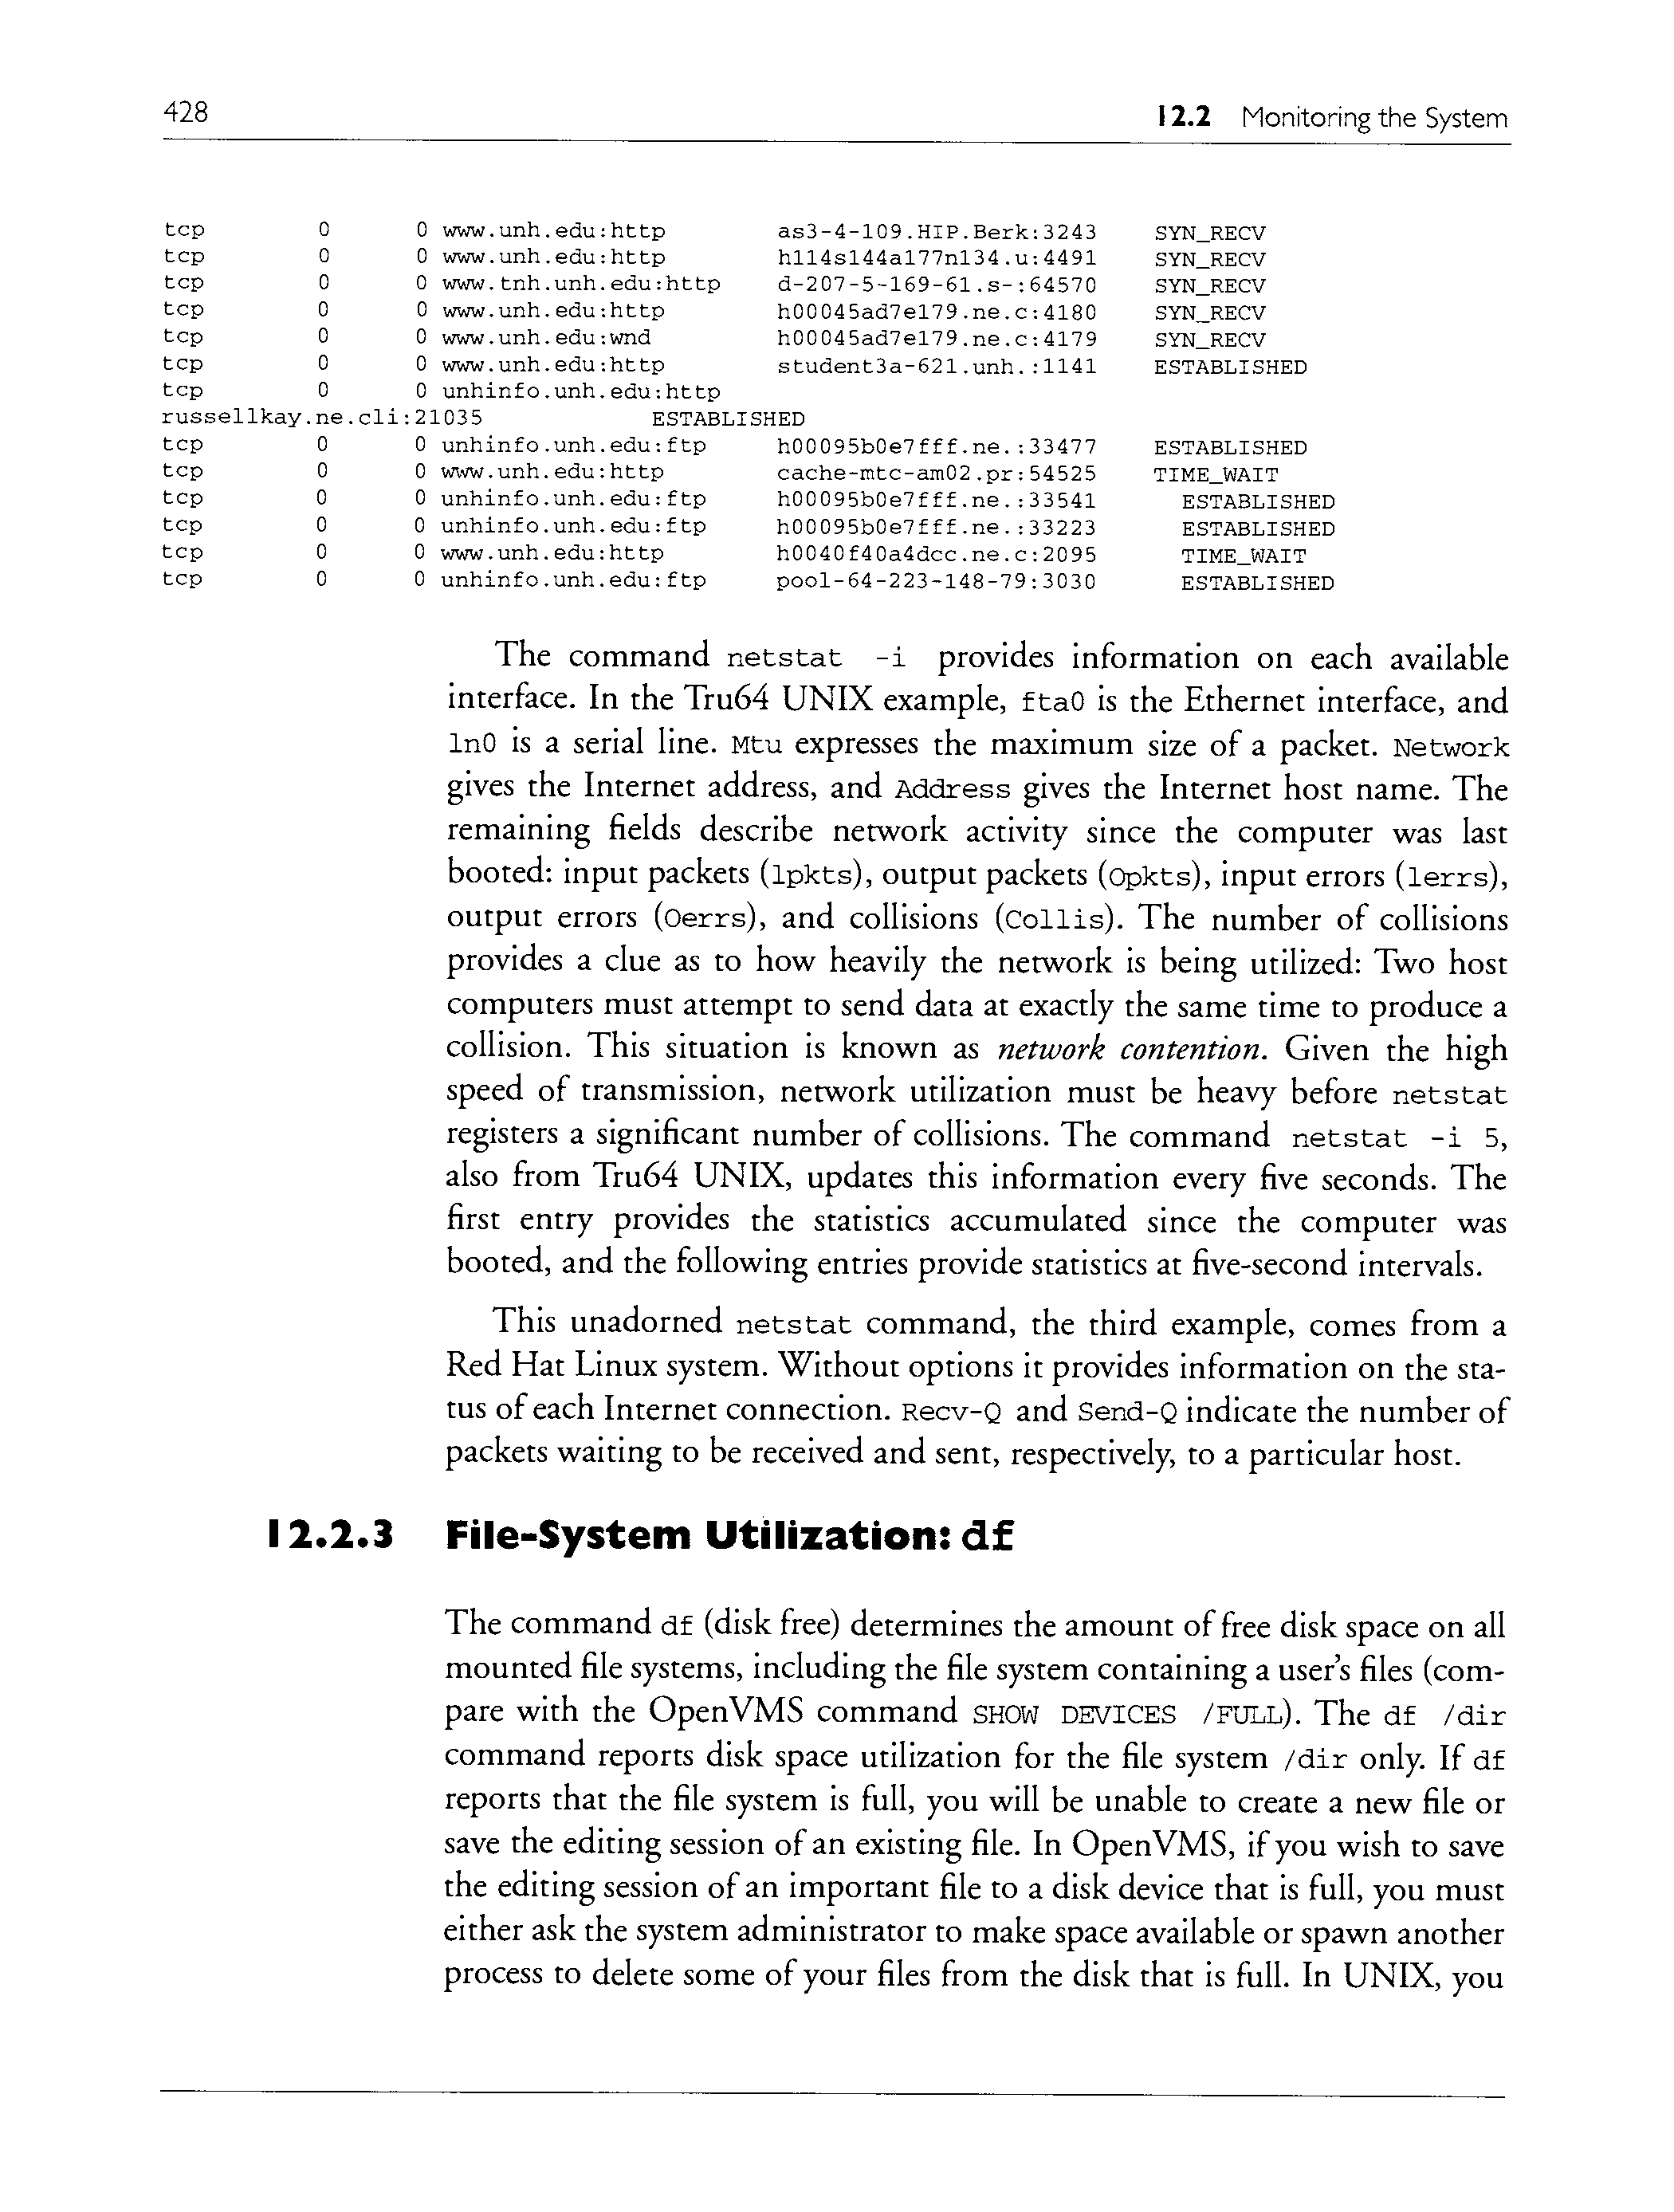 428
12.2 Monitoring the System
tcp 0 0 www.unh.edu:http as3-4-109.HIP.Berk:3243 SYN_RECV
tcp 0 0 www.unh.edu:http h114s144a177n134.u:4491 SYN_RECV
tcp 0 0 www.tnh.unh.edu:http d-207-5-169-61.s-:64570 SYN_RECV
tcp 0 0 www.unh.edu:http h00045ad7e179.ne.c:4180 SYN_RECV
tcp 0 0 www.unh.edu:wnd h00045ad7e179.ne.c:4179 SYN_RECV
tcp 0 0 www.unh.edu:http student3a-621.unh.:1141 ESTABLISHED
tcp 0 0 unhinfo.unh.edu:http
russellkay.ne.cli:21035 ESTABLISHED
tcp 0 0 unhinfo.unh.edu:ftp h00095b0e7fff.ne.:33477 ESTABLISHED
tcp 0 0 www.unh.edu:http cache-mtc-am02.pr:54525 TIME_WAIT
tcp 0 0 unhinfo.unh.edu:ftp h00095b0e7fff.ne.:33541 ESTABLISHED
tcp 0 0 unhinfo.unh.edu:ftp h00095b0e7fff.ne.:33223 ESTABLISHED
tcp 0 0 www.unh.edu:http h0040f40a4dcc.ne.c:2095 TIME_WAIT
tcp 0 0 unhinfo.unh.edu:ftp pool-64-223-148-79:3030 ESTABLISHED
The command netstat -i provides information on each available
interface. In the Tru64 UNIX example, fta0 is the Ethernet interface, and
ln0 is a serial line. Mtu expresses the maximum size of a packet. Network
gives the Internet address, and Address gives the Internet host name. The
remaining fields describe network activity since the computer was last
booted: input packets (lpkts), output packets (Opkts), input errors (lerrs),
output errors (Oerrs), and collisions (Collis). The number of collisions
provides a clue as to how heavily the network is being utilized: Two host
computers must attempt to send data at exactly the same time to produce a
collision. This situation is known as network contention. Given the high
speed of transmission, network utilization must be heavy before netstat
registers a significant number of collisions. The command netstat -i 5,
also from Tru64 UNIX, updates this information every five seconds. The
first entry provides the statistics accumulated since the computer was
booted, and the following entries provide statistics at five-second intervals.
This unadorned netstat command, the third example, comes from a
Red Hat Linux system. Without options it provides information on the sta-
tus of each Internet connection. Recv-Q and Send-Q indicate the number of
packets waiting to be received and sent, respectively, to a particular host.
12.2.3 File-System Utilization: df
The command df (disk free) determines the amount of free disk space on all
mounted file systems, including the file system containing a user's files (com-
pare with the OpenVMS command SHOW DEVICES /FULL). The df /dir
command reports disk space utilization for the file system /dir only. If df
reports that the file system is full, you will be unable to create a new file or
save the editing session of an existing file. In OpenVMS, if you wish to save
the editing session of an important file to a disk device that is full, you must
either ask the system administrator to make space available or spawn another
process to delete some of your files from the disk that is full. In UNIX, you